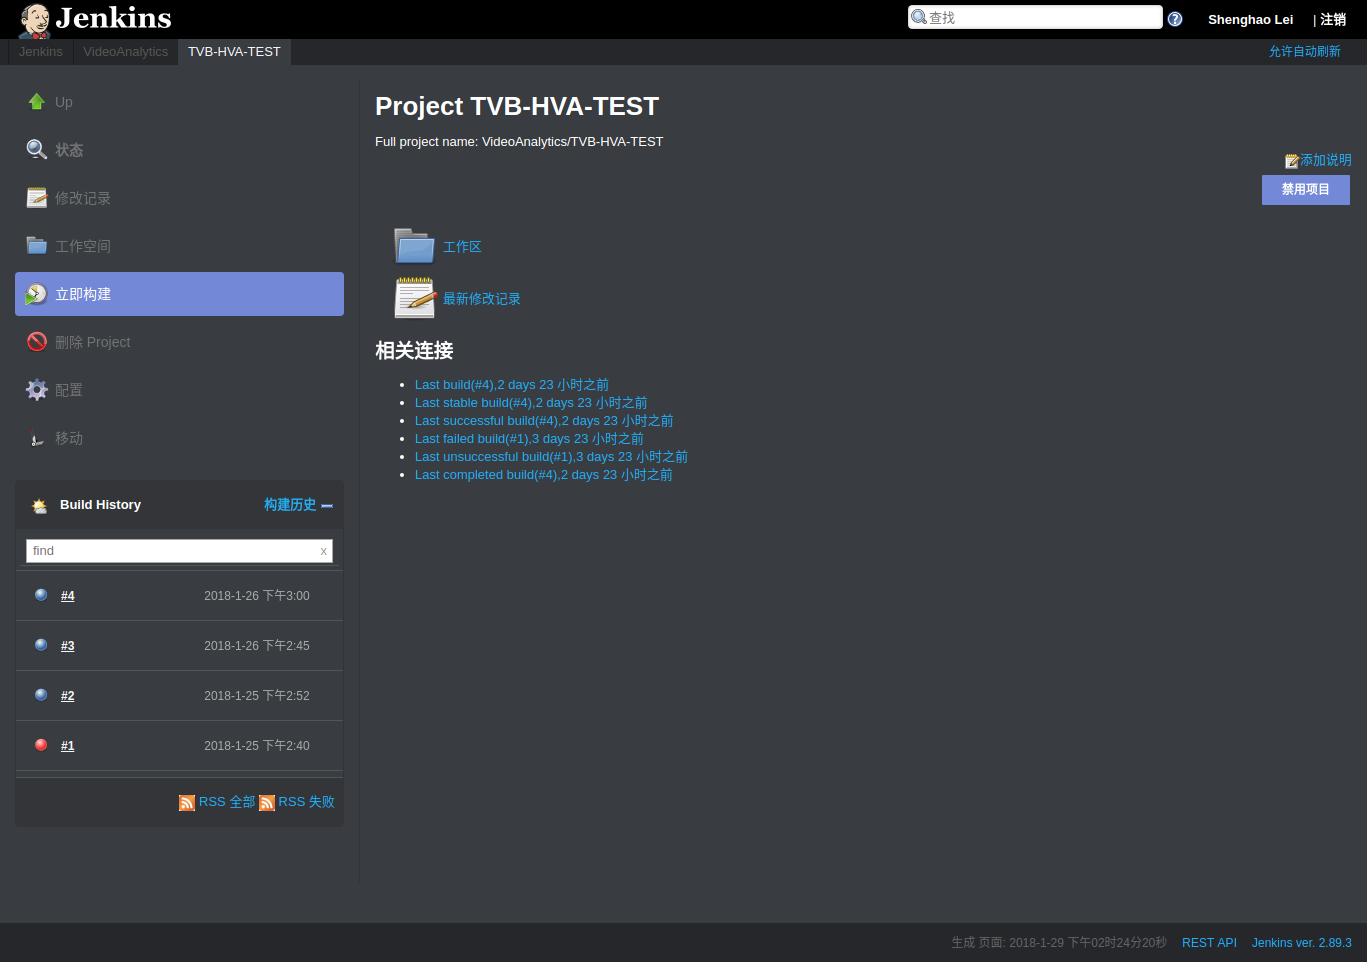 Jenkins
查找
Shenghao Lei
| 注销
Jenkins
VideoAnalytics
TVB-HVA-TEST
允许自动刷新
Up
状态
修改记录
工作空间
立即构建
删除 Project
配置
移动
Build History
构建历史
find
x
#4
2018-1-26 下午3:00
#3
2018-1-26 下午2:45
#2
2018-1-25 下午2:52
#1
2018-1-25 下午2:40
RSS 全部
RSS 失败
Project TVB-HVA-TEST
Full project name: VideoAnalytics/TVB-HVA-TEST
添加说明
禁用项目
工作区
最新修改记录
相关连接
Last build(#4),2 days 23 小时之前
Last stable build(#4),2 days 23 小时之前
Last successful build(#4),2 days 23 小时之前
Last failed build(#1),3 days 23 小时之前
Last unsuccessful build(#1),3 days 23 小时之前
Last completed build(#4),2 days 23 小时之前
生成 页面: 2018-1-29 下午02时24分20秒
REST API
Jenkins ver. 2.89.3